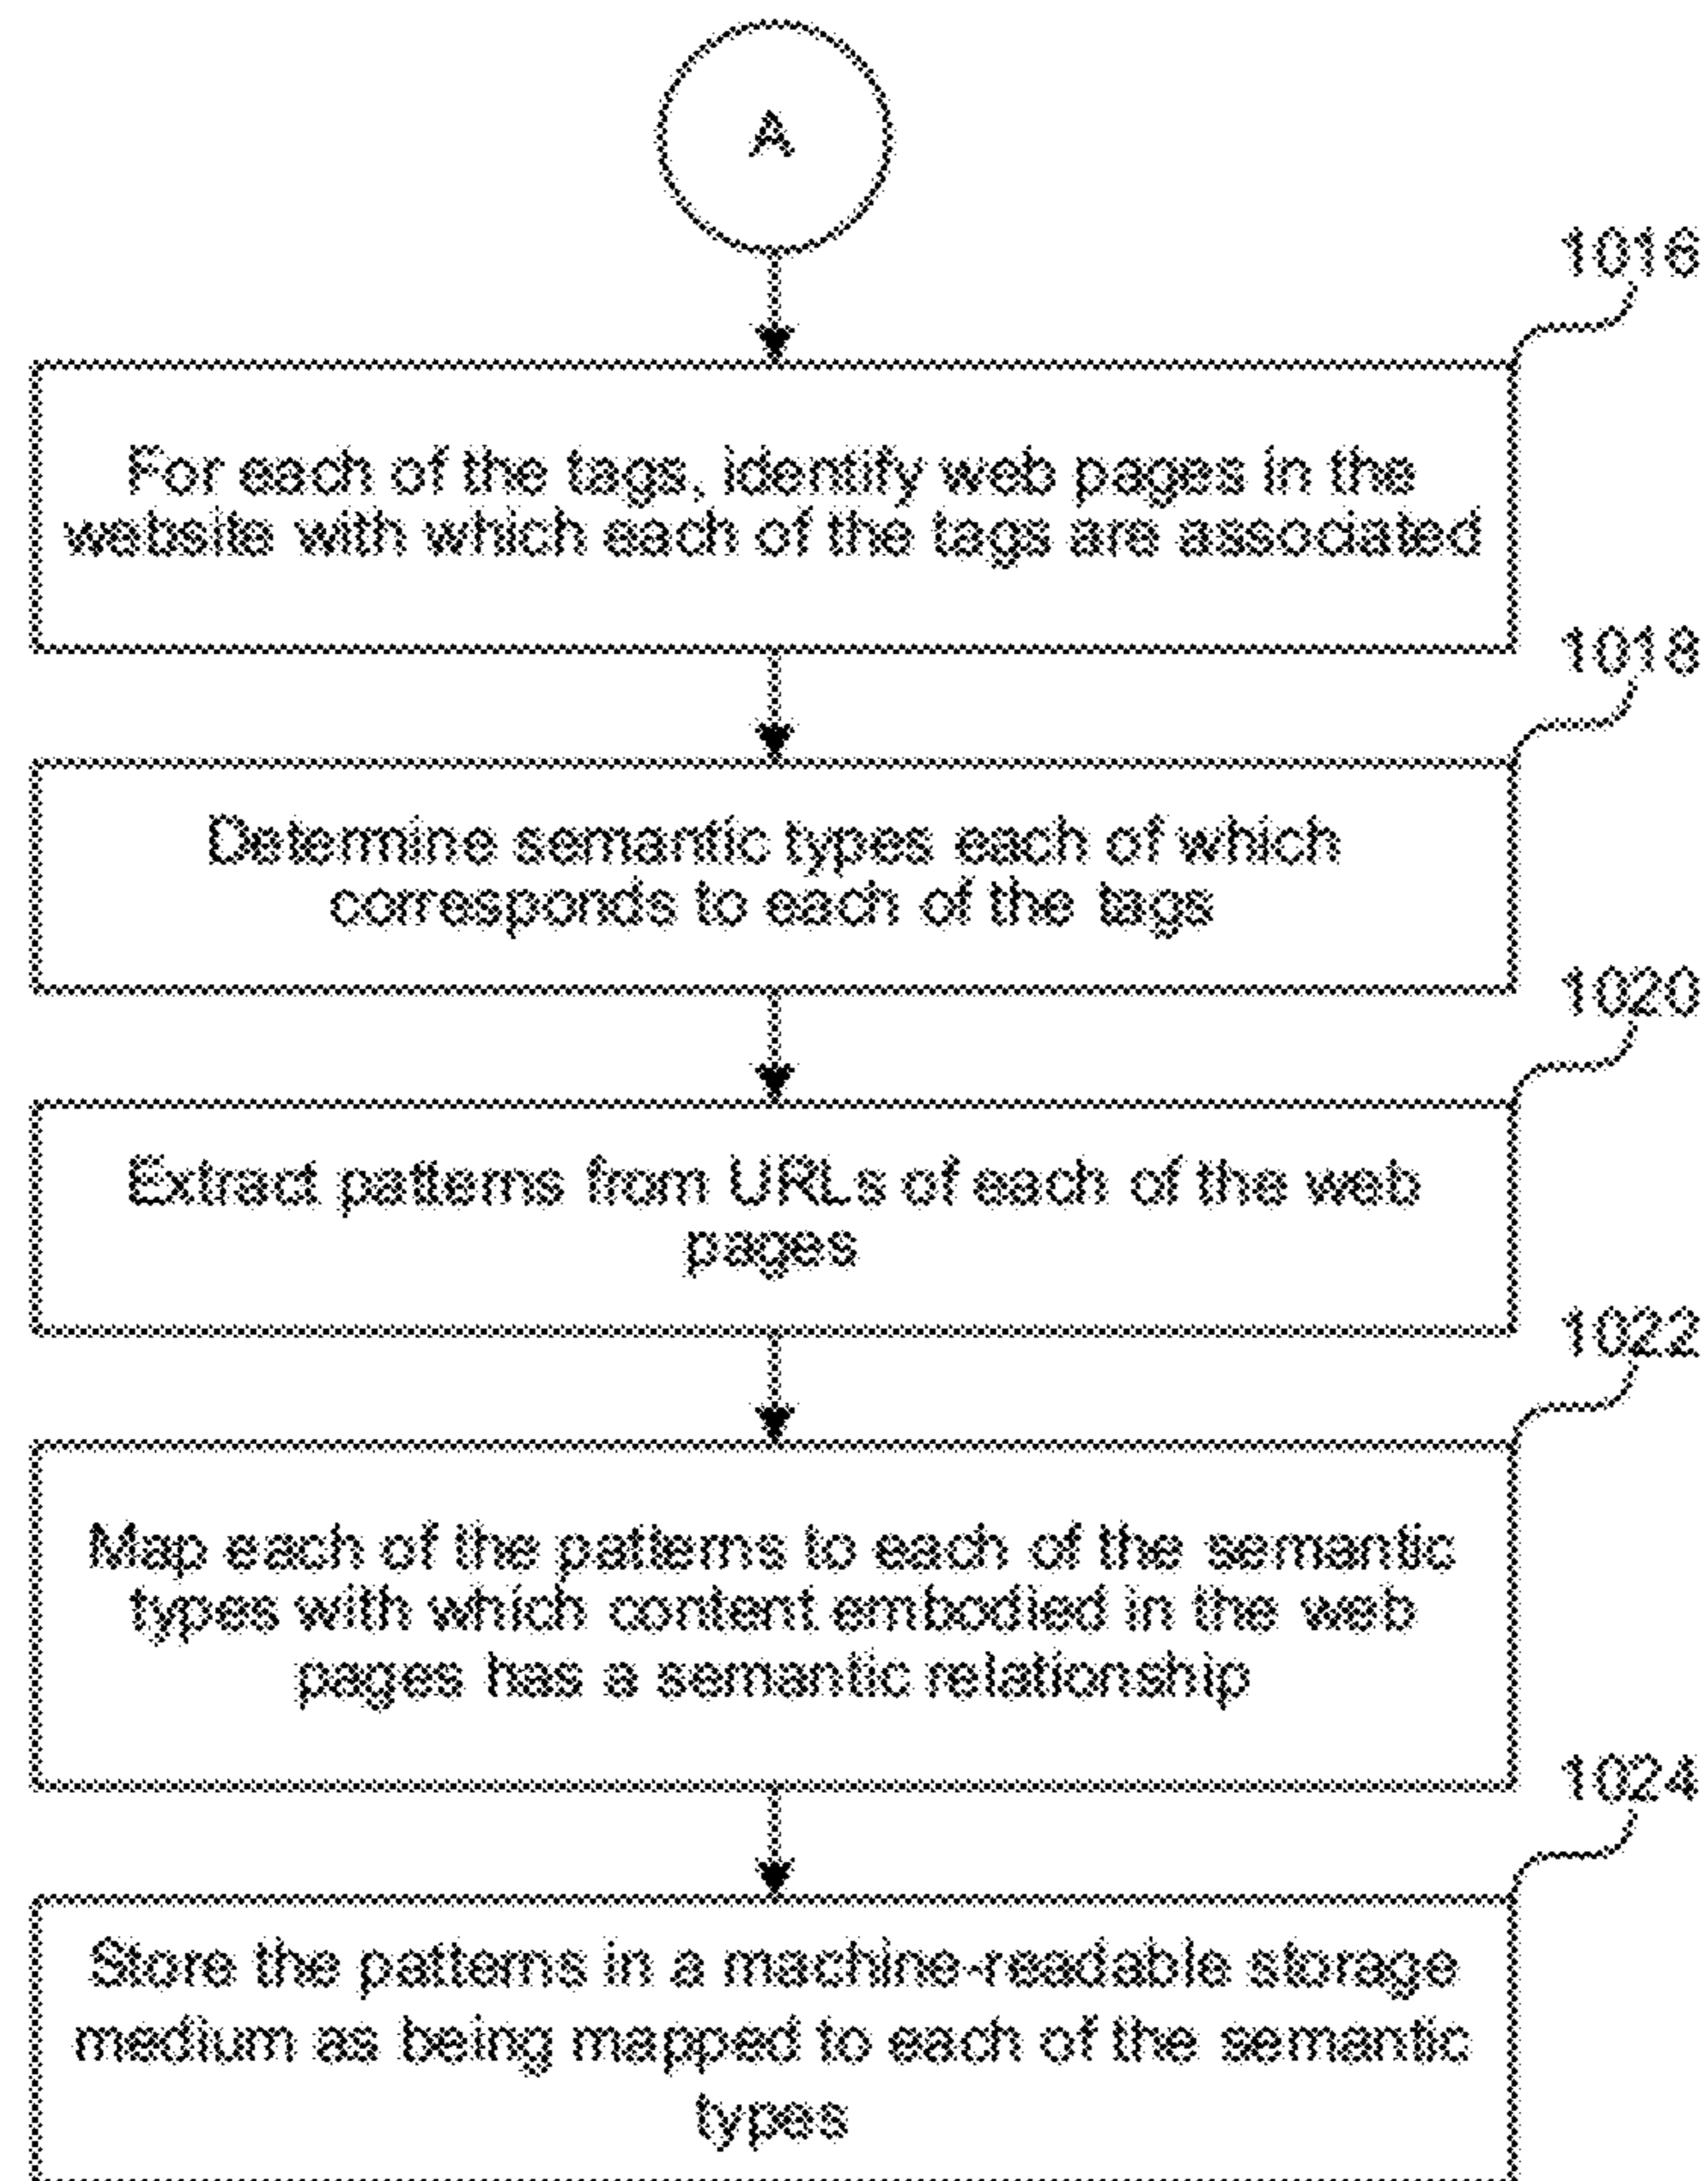 A
1016
For each of the tags, identify web pages in the
website with which each of the tags are associated
1018
Determine semantic types each of which
corresponds to each of the tags
1020
Extract patterns from URLs of each of the web
pages
1022
Map each of the patterns to each of the semantic
types with which content embodied in the web
pages has a semantic relationship
1024
Store the patterns in a machine-readable storage
medium as being mapped to each of the semantic
types